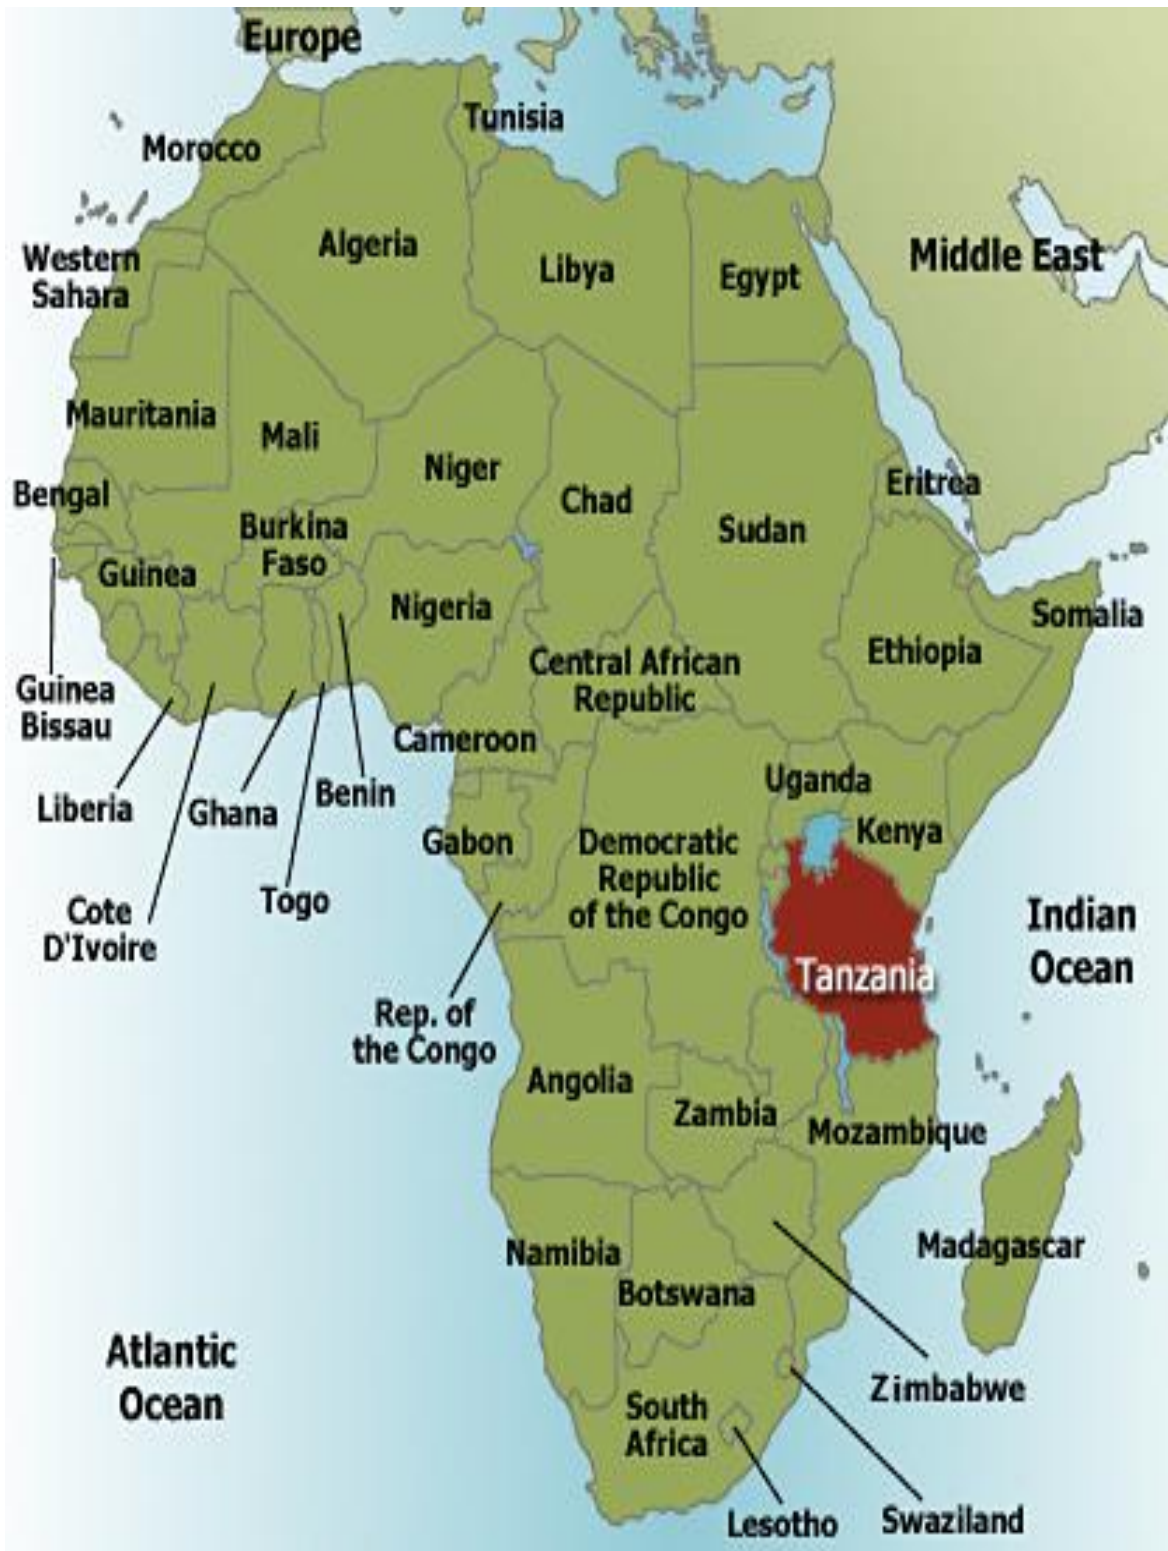 Europe
Tunisia
Morocco
Algeria
Western
Sahara
Libya
Egypt
Middle East
Mauritania
Mali
Niger
Chad
Eritrea
Bengal
Burkina
Faso
Sudan
Guinea
Nigeria
Somalia
Ethiopia
Central African
Republic
Guinea
Bissau
Cameroon
Uganda
Liberia
Ghana
Benin
Gabon
Democratic
Republic
of the Congo
Kenya
Togo
Cote
D'Ivoire
Indian
Ocean
Tanzania
Rep. of
the Congo
Angolia
Zambia
Mozambique
Madagascar
Namibia
Botswana
Atlantic
Ocean
Zimbabwe
South
Africa
Lesotho
Swaziland